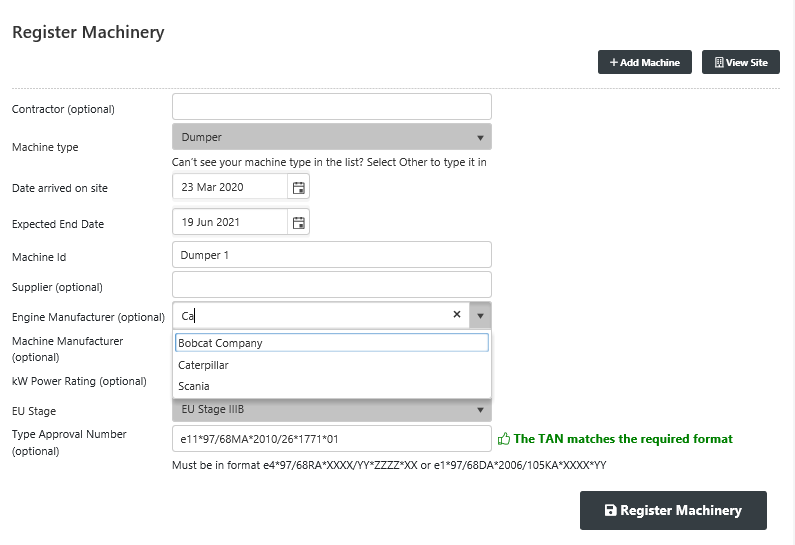 Register Machinery
+ Add Machine
View Site
Contractor (optional)
Machine type
Dumper
Can't see your machine type in the list? Select Other to type it in
Date arrived on site
23 Mar 2020
Expected End Date
19 Jun 2021
Machine Id
Dumper 1
Supplier (optional)
Engine Manufacturer (optional)
Ca
Machine Manufacturer
(optional)
Bobcat Company
Caterpillar
Scania
kW Power Rating (optional)
EU Stage
EU Stage IIIB
Type Approval Number
(optional)
e11*97/68MA*2010/26*1771*01
The TAN matches the required format
Must be in format e4*97/68RA*XXXX/YY*ZZZZ*XX or e1*97/68DA*2006/105KA*XXXX*YY
Register Machinery